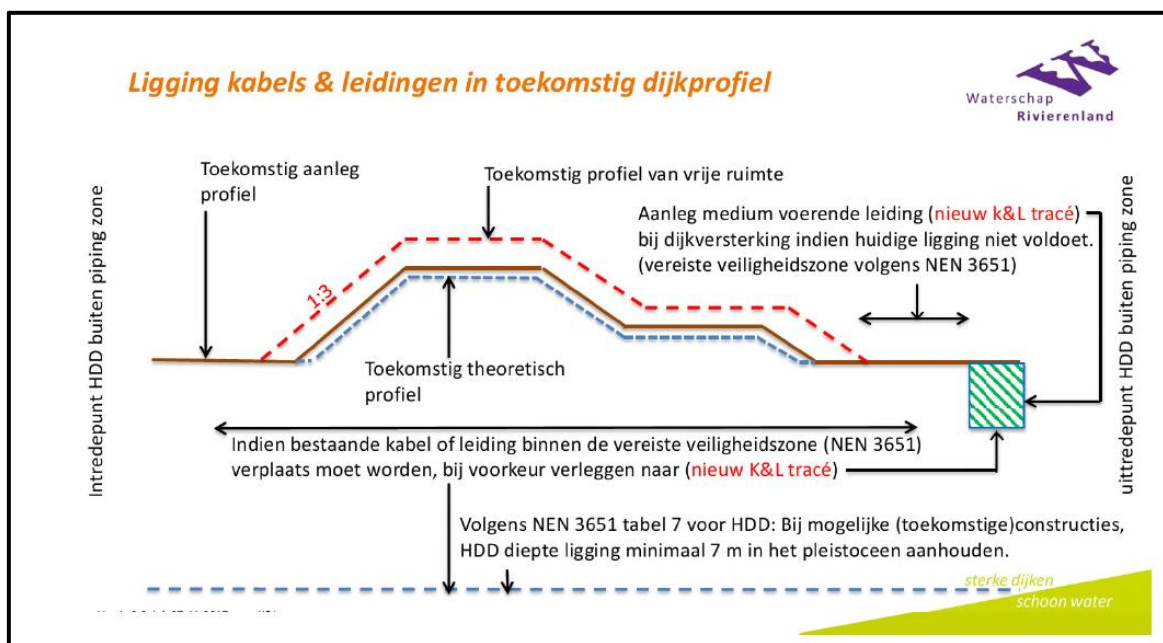 Ligging kabels & leidingen in toekomstig dijkprofiel
Waterschap
Rivierenland
Toekomstig aanleg
profiel
Toekomstig profiel van vrije ruimte
Aanleg medium voerende leiding (nieuw k&L tracé)
bij dijkversterking indien huidige ligging niet voldoet.
(vereiste veiligheidszone volgens NEN 3651)
Intredepunt HDD buiten piping zone
uittredepunt HDD buiten piping zone
1:3
Toekomstig theoretisch
profiel
Indien bestaande kabel of leiding binnen de vereiste veiligheidszone (NEN 3651)
verplaats moet worden, bij voorkeur verleggen naar (nieuw K&L tracé)
Volgens NEN 3651 tabel 7 voor HDD: Bij mogelijke (toekomstige)constructies,
HDD diepte ligging minimaal 7 m in het pleistoceen aanhouden.
sterke dijken
schoon water